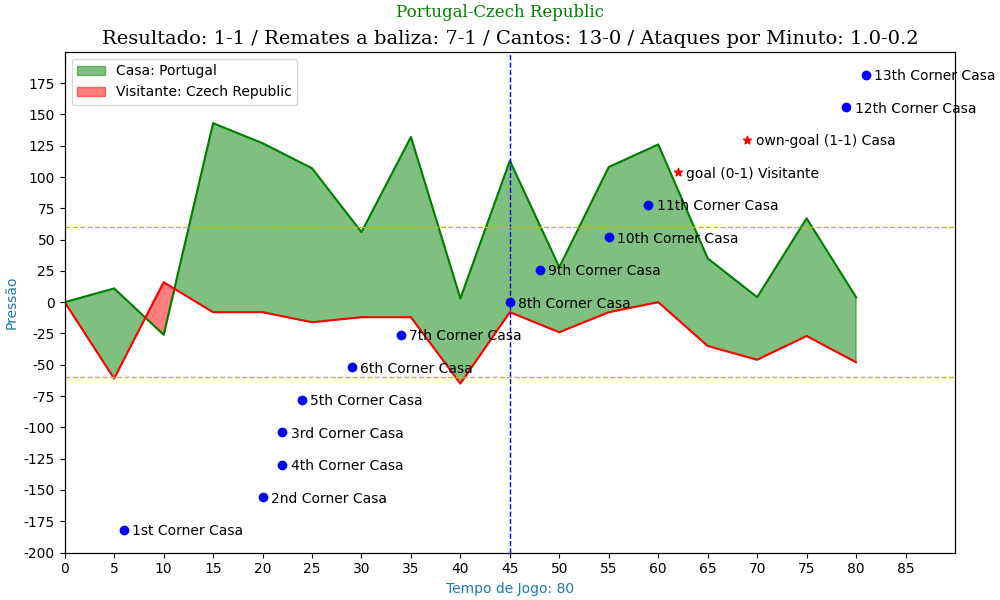 Portugal-Czech Republic
Resultado: 1-1 / Remates a baliza: 7-1 / Cantos: 13-0 / Ataques por Minuto: 1.0-0.2
Casa: Portugal
Visitante: Czech Republic
13th Corner Casa
12th Corner Casa
own-goal (1-1) Casa
goal (0-1) Visitante
11th Corner Casa
10th Corner Casa
9th Corner Casa
8th Corner Casa
7th Corner Casa
6th Corner Casa
5th Corner Casa
3rd Corner Casa
4th Corner Casa
2nd Corner Casa
1st Corner Casa
Pressão
175
150
125
100
75
50
25
0
-25
-50
-75
-100
-125
-150
-175
-200
0 5 10 15 20 25 30 35 40 45 50 55 60 65 70 75 80 85
Tempo de Jogo: 80